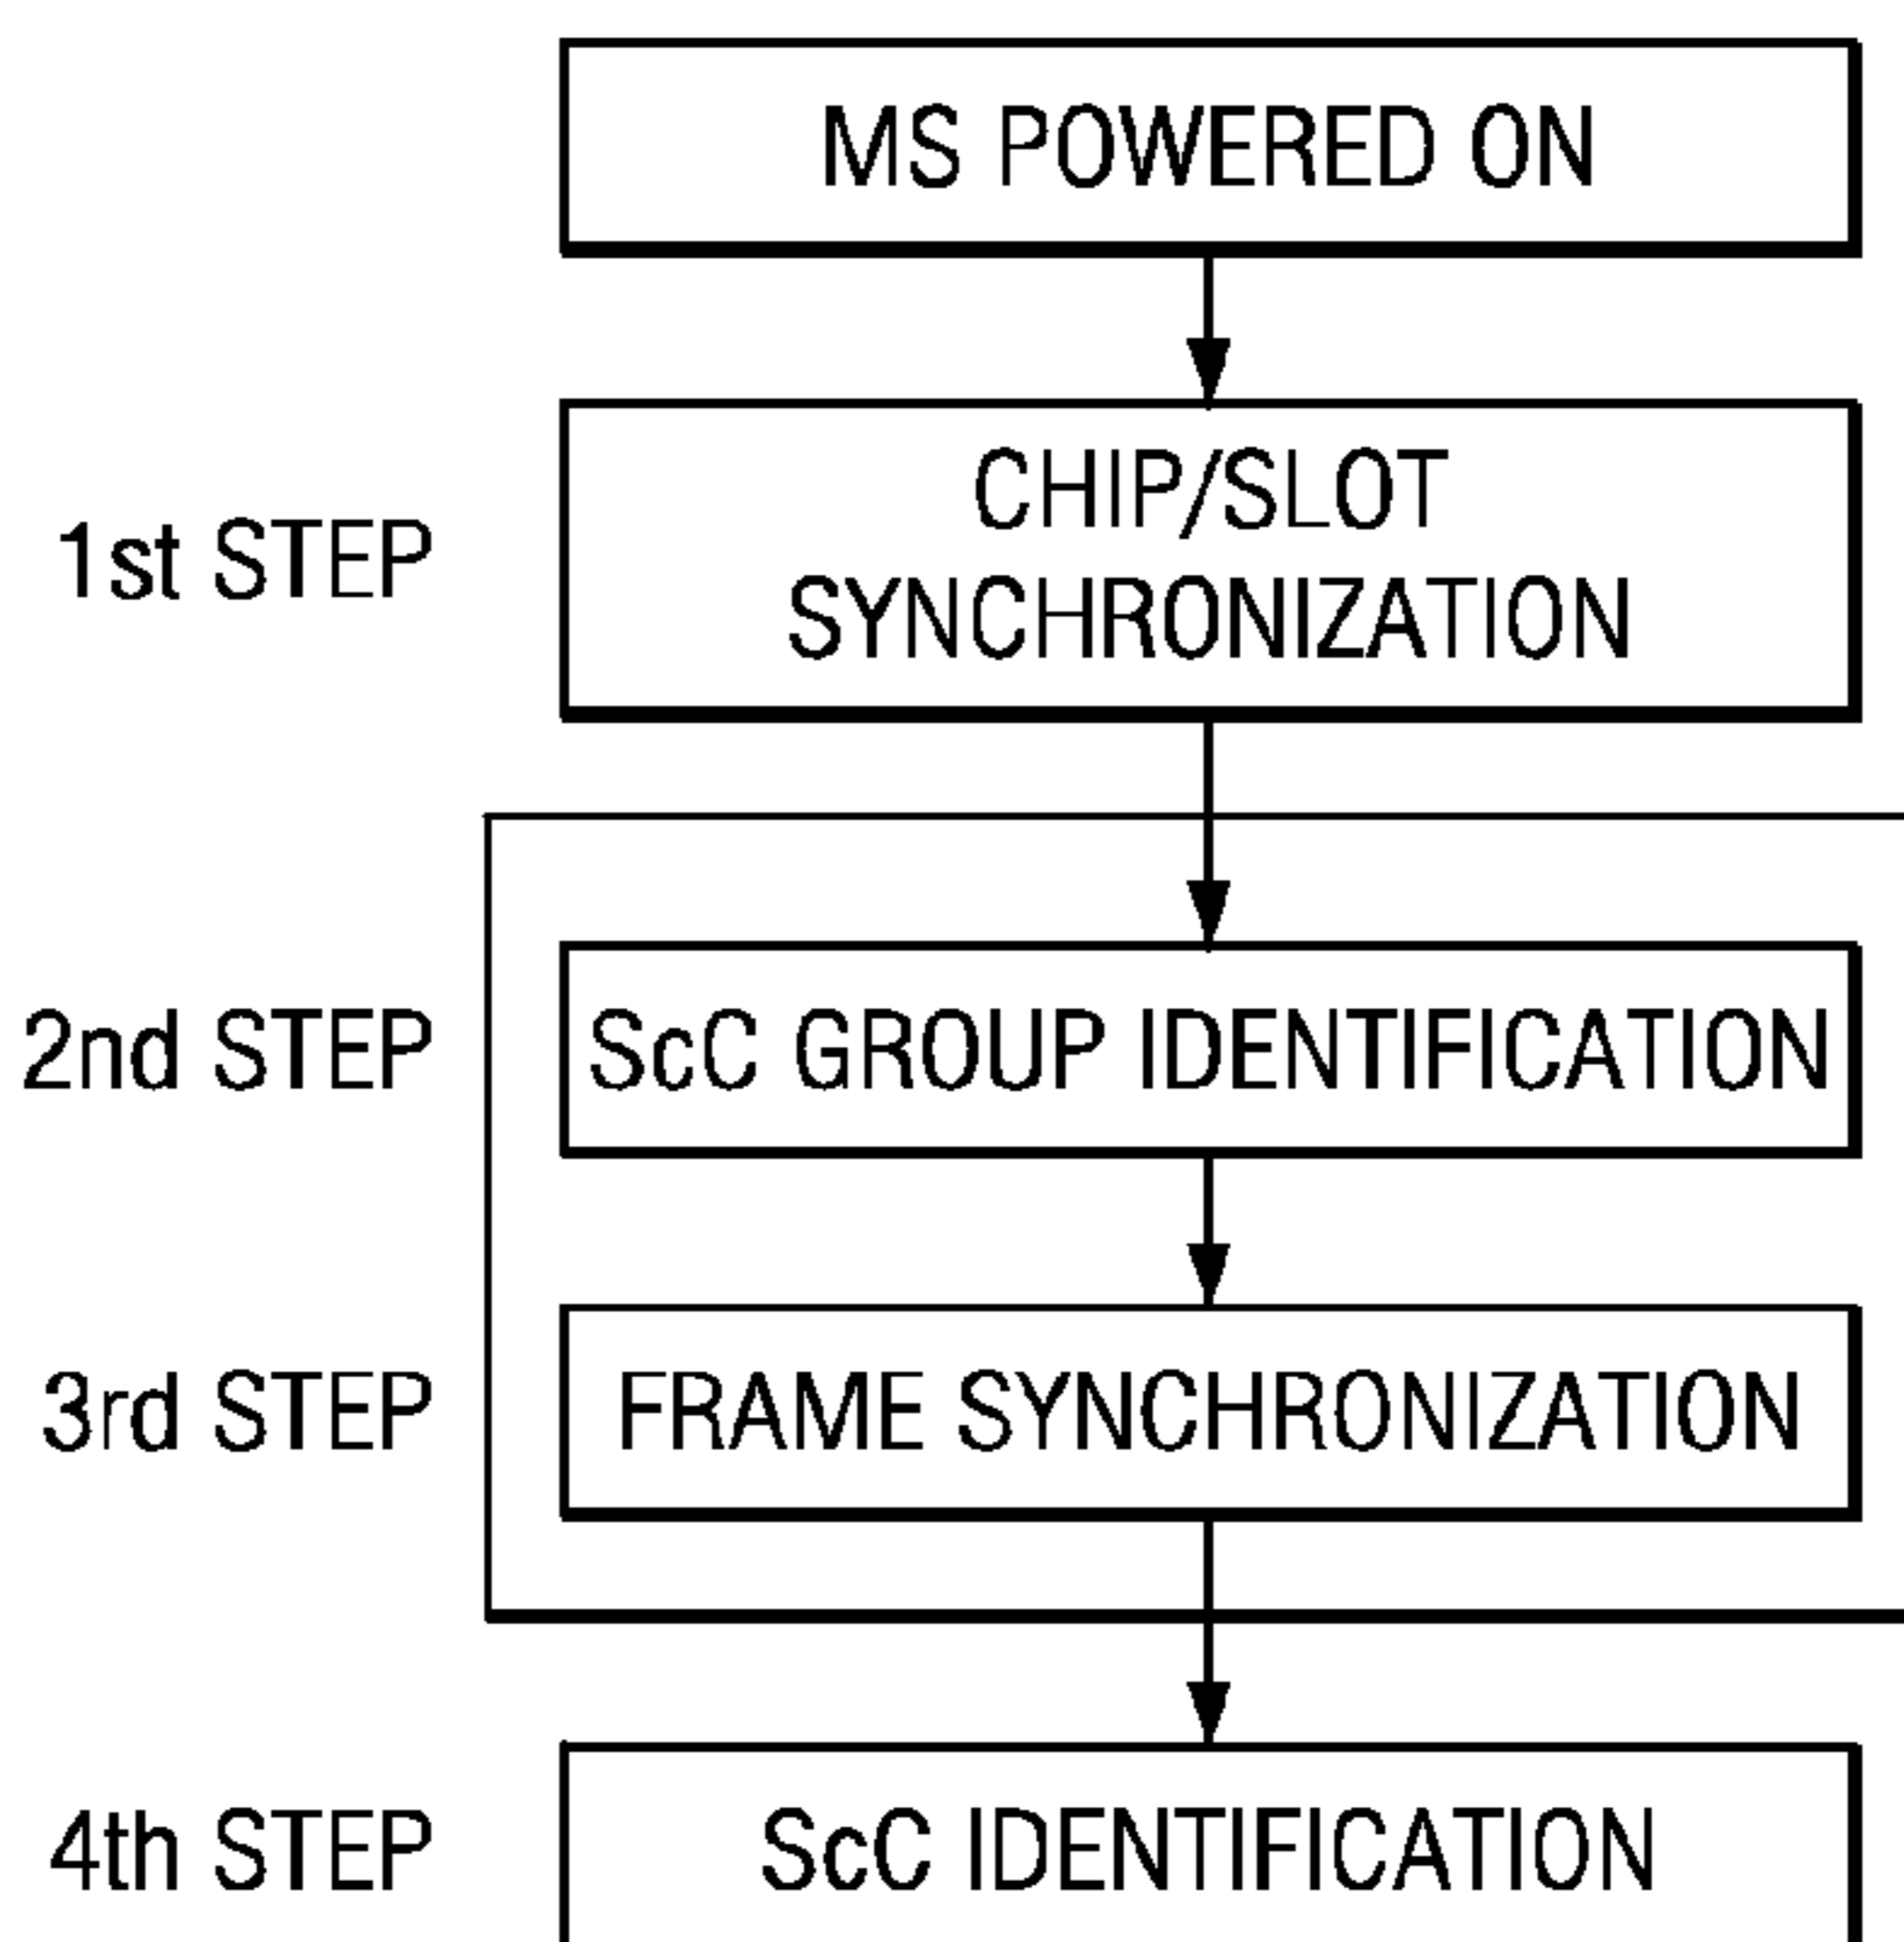 MS POWERED ON
1st STEP
CHIP/SLOT
SYNCHRONIZATION
2nd STEP
ScC GROUP IDENTIFICATION
3rd STEP
FRAME SYNCHRONIZATION
4th STEP
ScC IDENTIFICATION